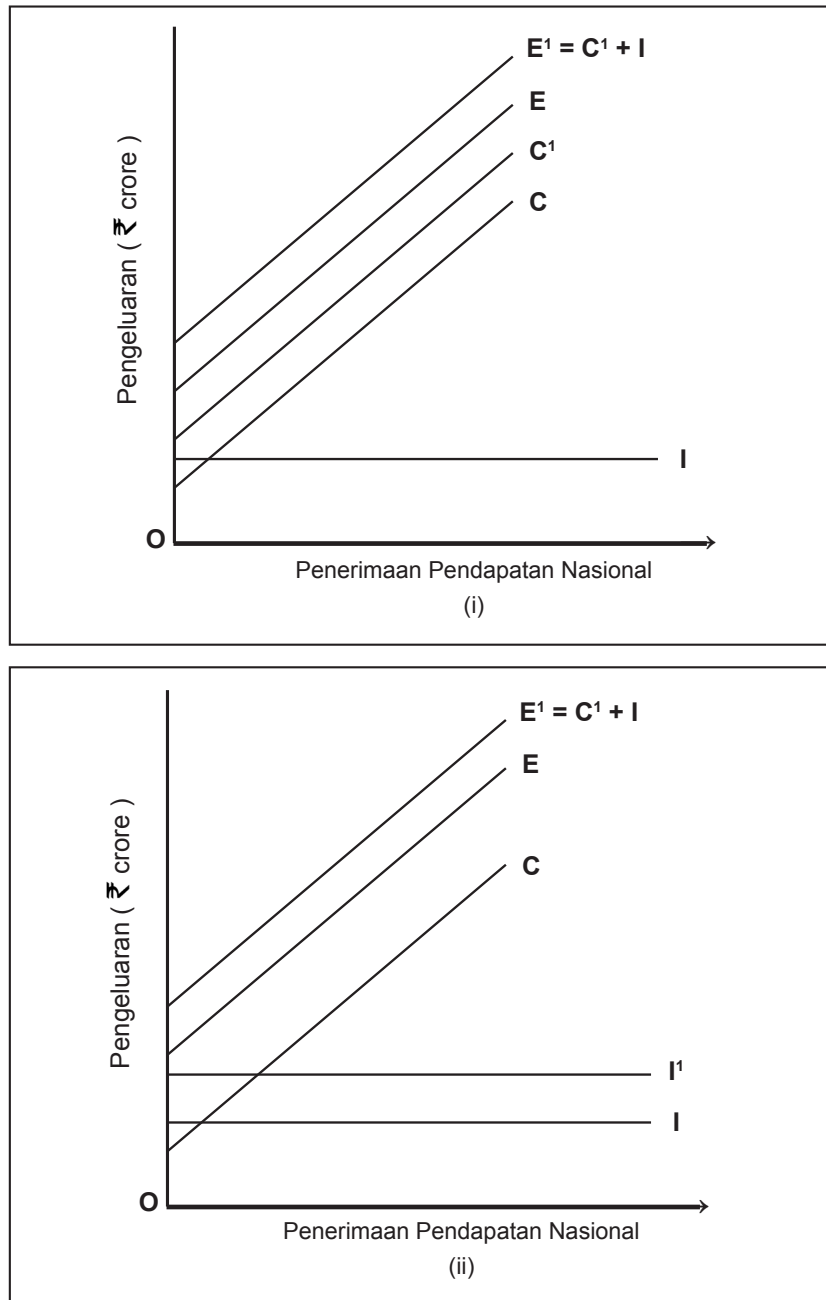 E¹ = C¹ + I
E
C¹
C
I
Pengeluaran ( ₹ crore )
O
Penerimaan Pendapatan Nasional
(i)
E¹ = C¹ + I
E
C
I¹
I
Pengeluaran ( ₹ crore )
O
Penerimaan Pendapatan Nasional
(ii)